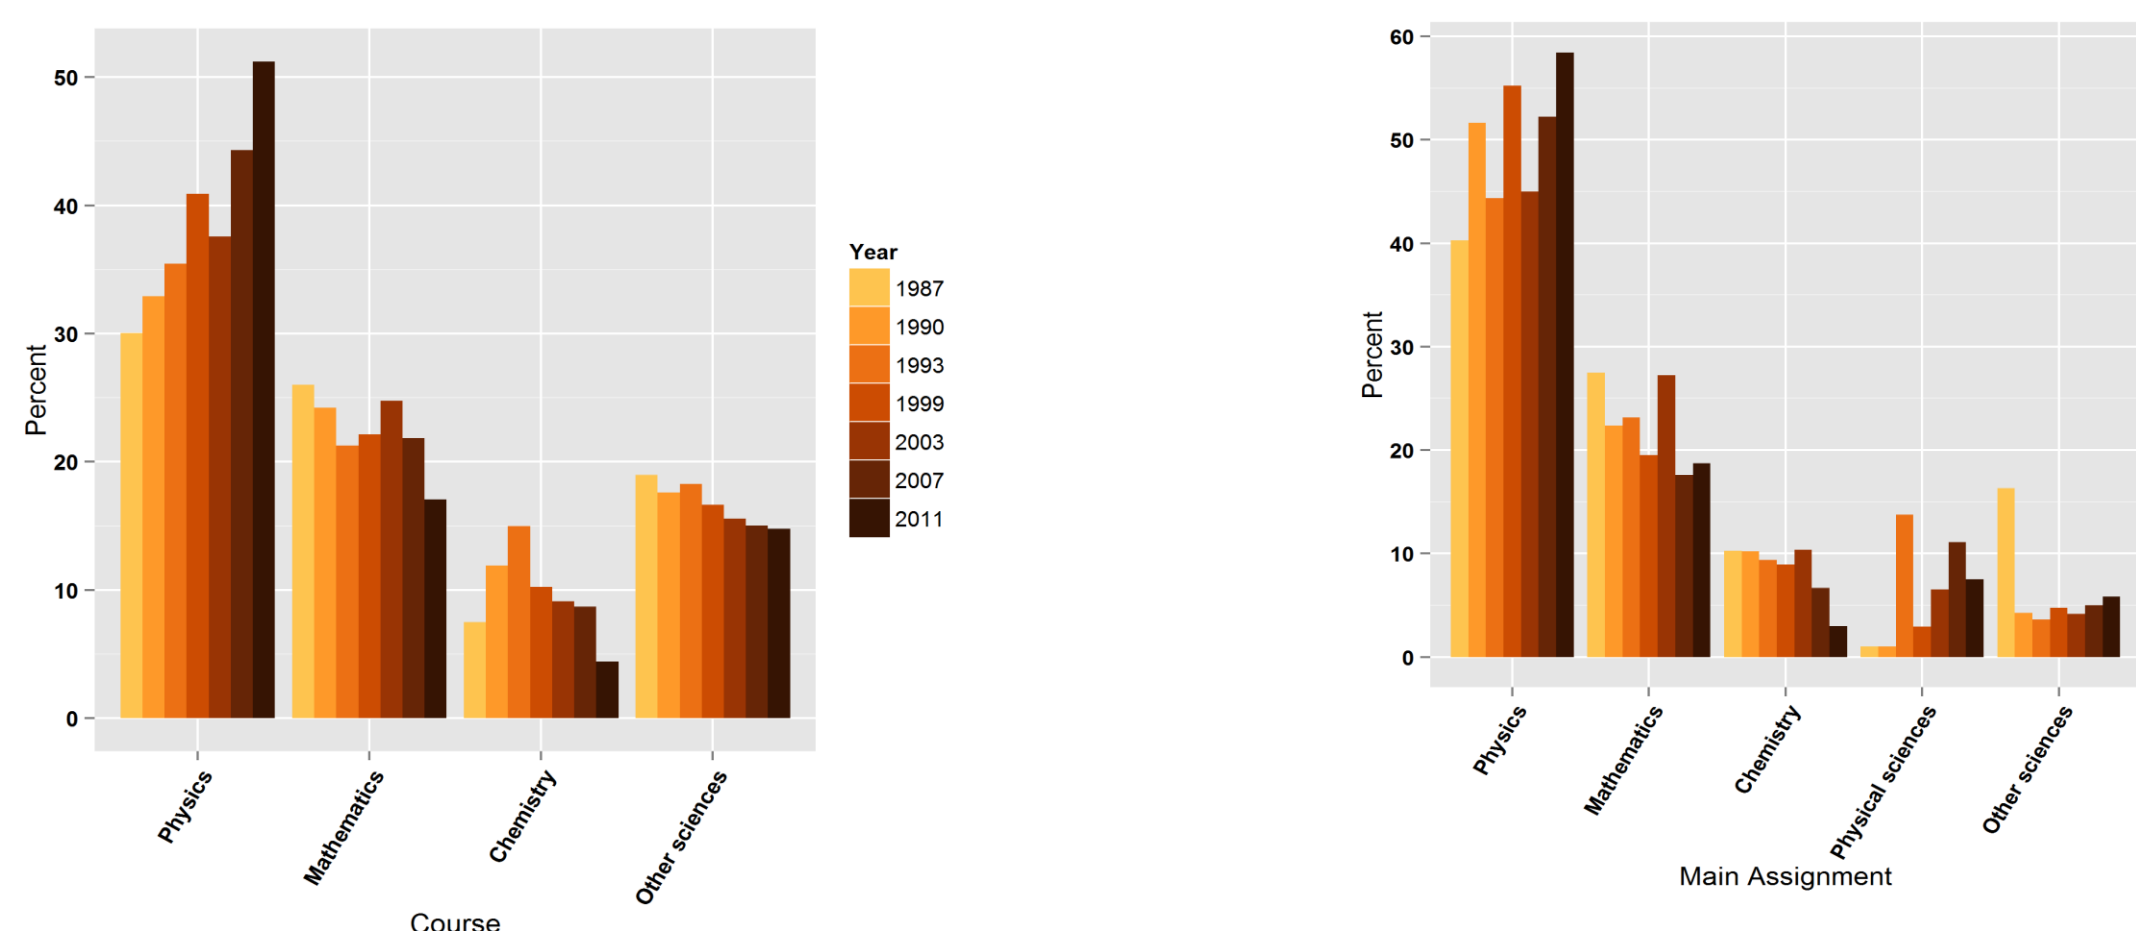 50
40
30
20
10
0
Percent
Physics
Mathematics
Chemistry
Other sciences
Course
Year
1987
1990
1993
1999
2003
2007
2011
60
50
40
30
20
10
0
Percent
Physics
Mathematics
Chemistry
Physical sciences
Other sciences
Main Assignment